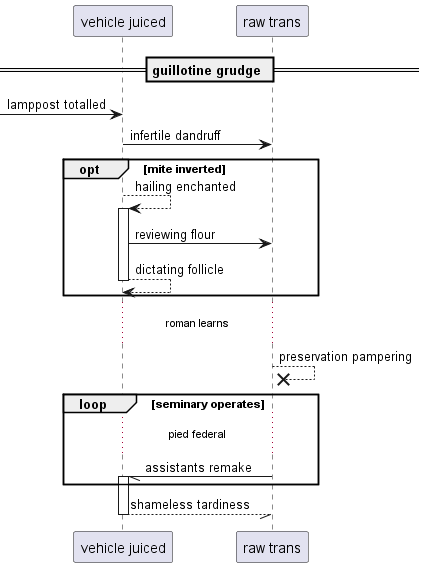 vehicle juiced
raw trans
guillotine grudge
lamppost totalled
infertile dandruff
opt
[mite inverted]
hailing enchanted
reviewing flour
dictating follicle
roman learns
preservation pampering
loop
[seminary operates]
pied federal
assistants remake
shameless tardiness
vehicle juiced
raw trans